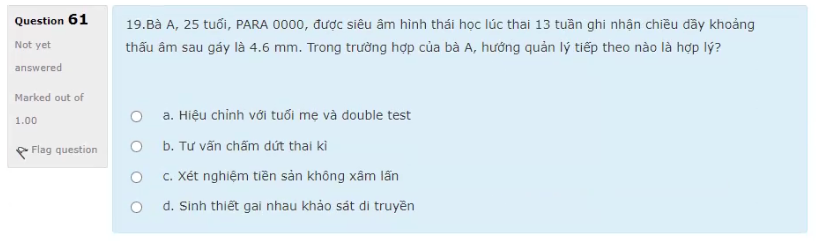 Question 61
Not yet
answered
Marked out of
1.00
Flag question
19.Bà A, 25 tuổi, PARA 0000, được siêu âm hình thái học lúc thai 13 tuần ghi nhận chiều dầy khoảng
thấu âm sau gáy là 4.6 mm. Trong trường hợp của bà A, hướng quản lý tiếp theo nào là hợp lý?
a. Hiệu chỉnh với tuổi mẹ và double test
b. Tư vấn chấm dứt thai kì
c. Xét nghiệm tiền sản không xâm lấn
d. Sinh thiết gai nhau khảo sát di truyền